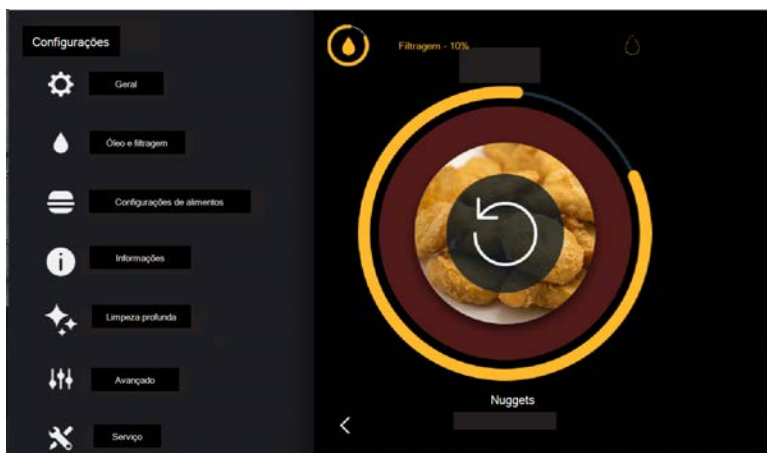 Configurações
Geral
Óleo e filtragem
Configurações de alimentos
Informações
Limpeza profunda
Avançado
Serviço
Filtragem - 10%
Nuggets